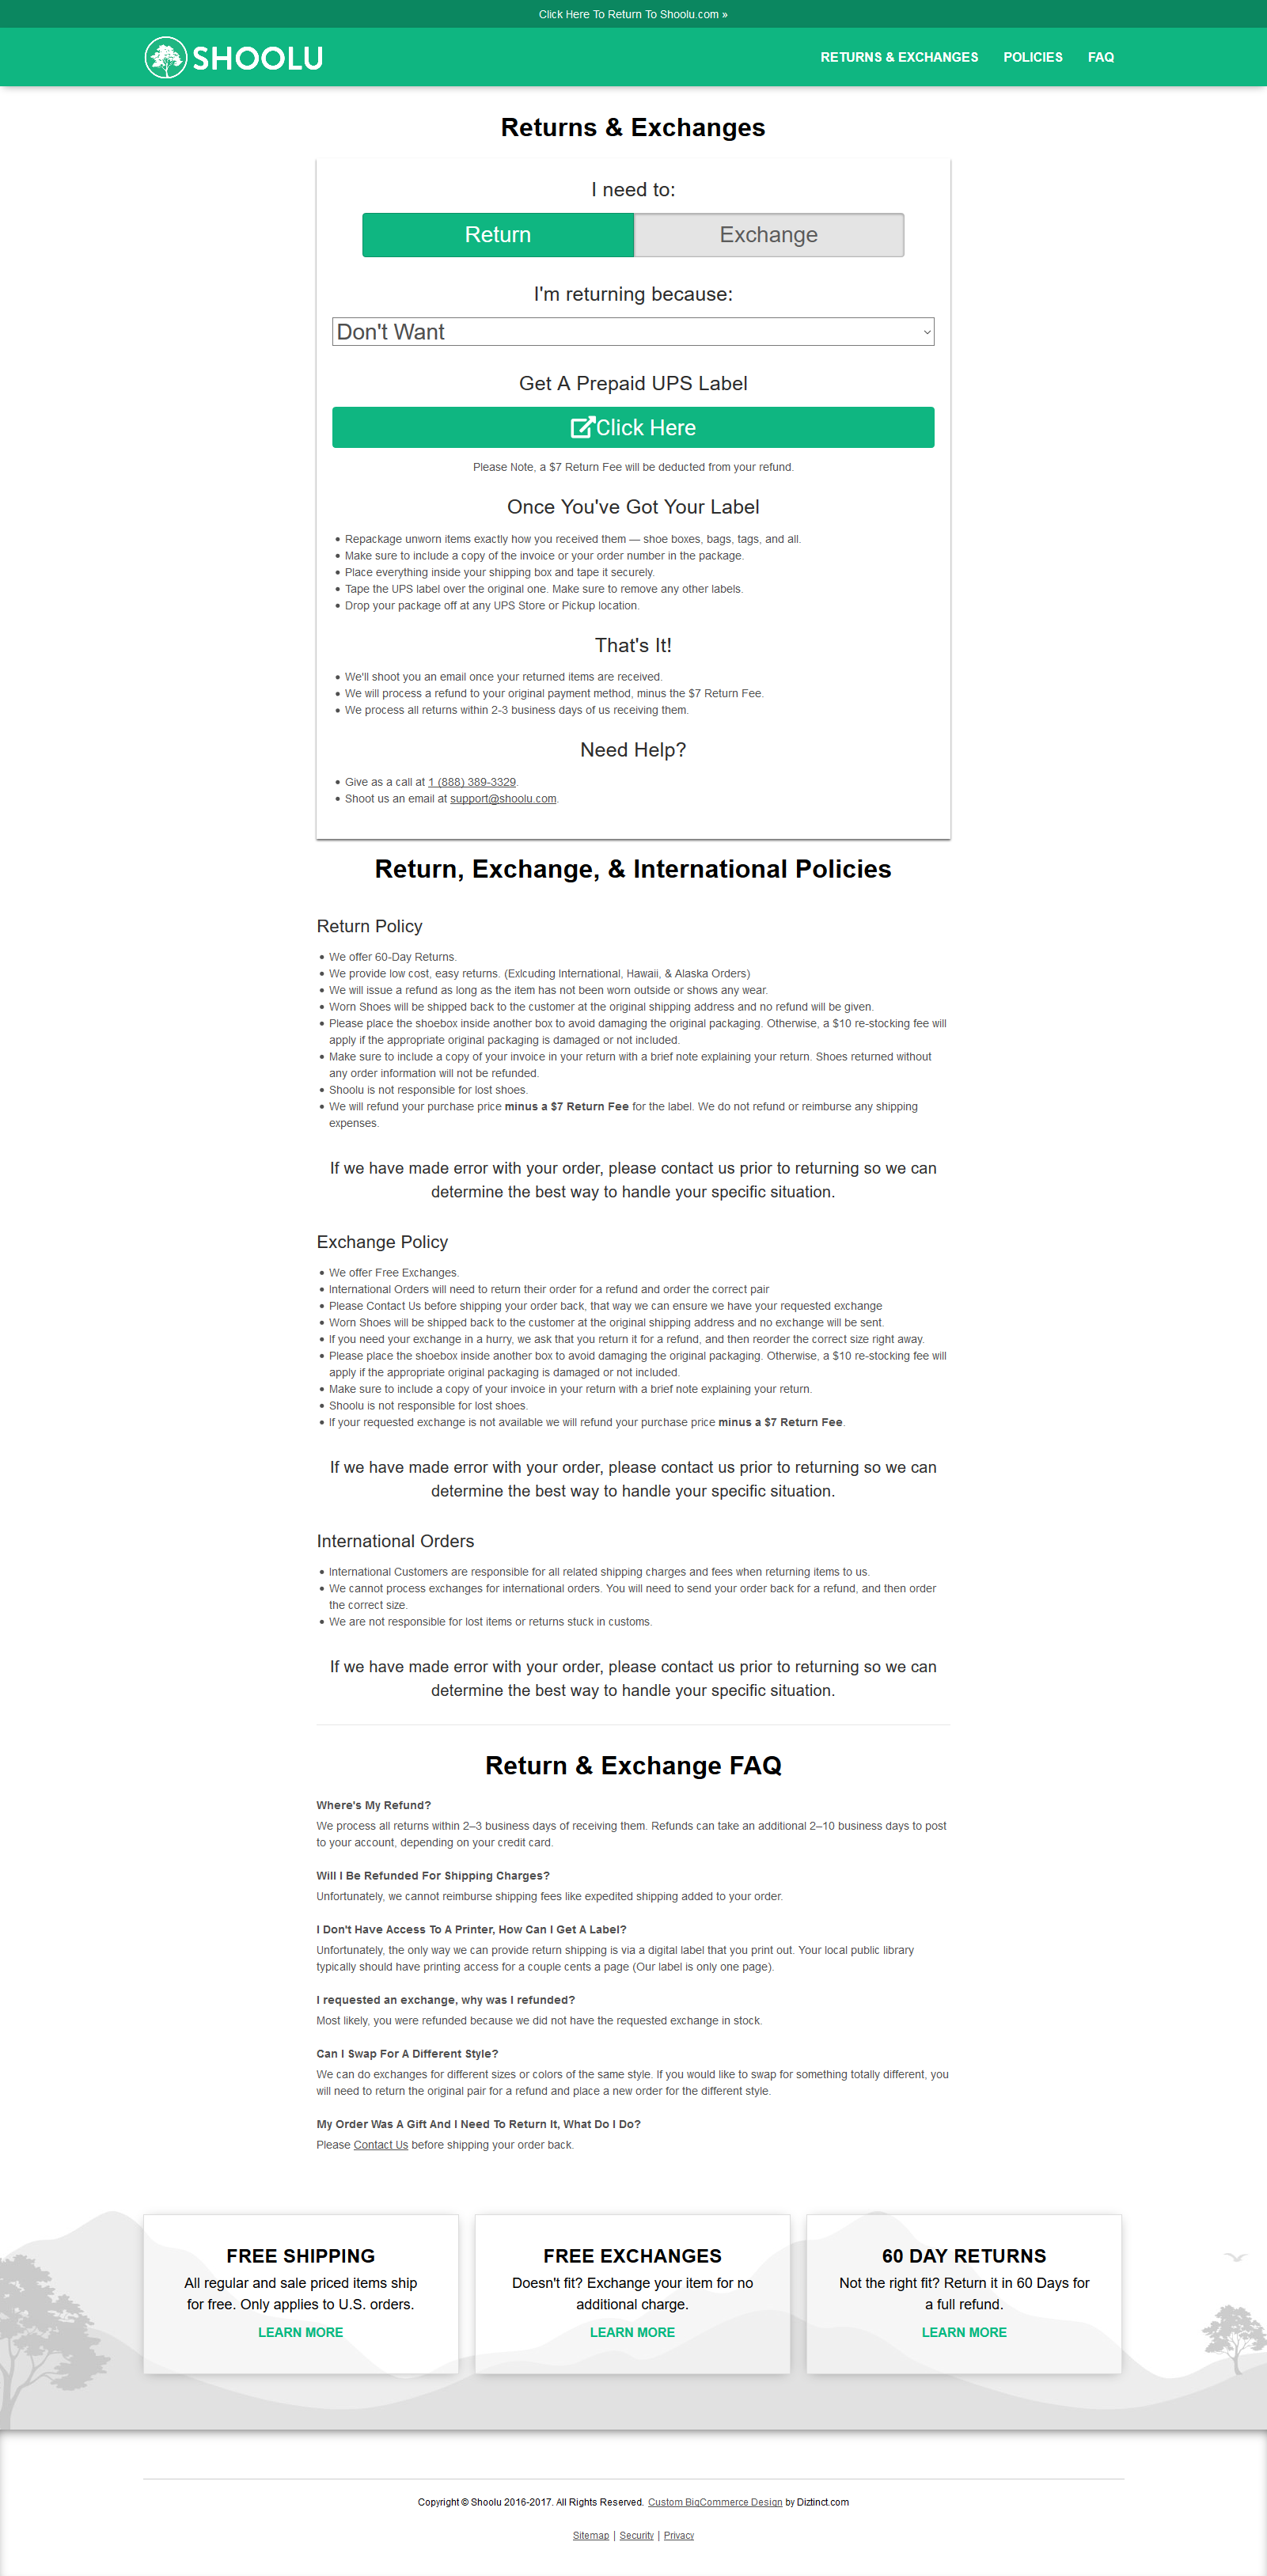 Click Here To Return To Shoolu.com »
SHOOLU
RETURNS & EXCHANGES POLICIES FAQ
Returns & Exchanges
I need to:
Return Exchange
I'm returning because:
Don't Want
Get A Prepaid UPS Label
Click Here
Please Note, a $7 Return Fee will be deducted from your refund.
Once You've Got Your Label
• Repackage unworn items exactly how you received them — shoe boxes, bags, tags, and all.
• Make sure to include a copy of the invoice or your order number in the package.
• Place everything inside your shipping box and tape it securely.
• Tape the UPS label over the original one. Make sure to remove any other labels.
• Drop your package off at any UPS Store or Pickup location.
That's It!
• We'll shoot you an email once your returned items are received.
• We will process a refund to your original payment method, minus the $7 Return Fee.
• We process all returns within 2-3 business days of us receiving them.
Need Help?
• Give as a call at 1 (888) 389-3329.
• Shoot us an email at support@shoolu.com.
Return, Exchange, & International Policies
Return Policy
• We offer 60-Day Returns.
• We provide low cost, easy returns. (Exlcuding International, Hawaii, & Alaska Orders)
• We will issue a refund as long as the item has not been worn outside or shows any wear.
• Worn Shoes will be shipped back to the customer at the original shipping address and no refund will be given.
• Please place the shoebox inside another box to avoid damaging the original packaging. Otherwise, a $10 re-stocking fee will
apply if the appropriate original packaging is damaged or not included.
• Make sure to include a copy of your invoice in your return with a brief note explaining your return. Shoes returned without
any order information will not be refunded.
• Shoolu is not responsible for lost shoes.
• We will refund your purchase price minus a $7 Return Fee for the label. We do not refund or reimburse any shipping
expenses.
If we have made error with your order, please contact us prior to returning so we can
determine the best way to handle your specific situation.
Exchange Policy
• We offer Free Exchanges.
• International Orders will need to return their order for a refund and order the correct pair
• Please Contact Us before shipping your order back, that way we can ensure we have your requested exchange
• Worn Shoes will be shipped back to the customer at the original shipping address and no exchange will be sent.
• If you need your exchange in a hurry, we ask that you return it for a refund, and then reorder the correct size right away.
• Please place the shoebox inside another box to avoid damaging the original packaging. Otherwise, a $10 re-stocking fee will
apply if the appropriate original packaging is damaged or not included.
• Make sure to include a copy of your invoice in your return with a brief note explaining your return.
• Shoolu is not responsible for lost shoes.
• If your requested exchange is not available we will refund your purchase price minus a $7 Return Fee.
If we have made error with your order, please contact us prior to returning so we can
determine the best way to handle your specific situation.
International Orders
• International Customers are responsible for all related shipping charges and fees when returning items to us.
• We cannot process exchanges for international orders. You will need to send your order back for a refund, and then order
the correct size.
• We are not responsible for lost items or returns stuck in customs.
If we have made error with your order, please contact us prior to returning so we can
determine the best way to handle your specific situation.
Return & Exchange FAQ
Where's My Refund?
We process all returns within 2–3 business days of receiving them. Refunds can take an additional 2–10 business days to post
to your account, depending on your credit card.
Will I Be Refunded For Shipping Charges?
Unfortunately, we cannot reimburse shipping fees like expedited shipping added to your order.
I Don't Have Access To A Printer, How Can I Get A Label?
Unfortunately, the only way we can provide return shipping is via a digital label that you print out. Your local public library
typically should have printing access for a couple cents a page (Our label is only one page).
I requested an exchange, why was I refunded?
Most likely, you were refunded because we did not have the requested exchange in stock.
Can I Swap For A Different Style?
We can do exchanges for different sizes or colors of the same style. If you would like to swap for something totally different, you
will need to return the original pair for a refund and place a new order for the different style.
My Order Was A Gift And I Need To Return It, What Do I Do?
Please Contact Us before shipping your order back.
FREE SHIPPING
All regular and sale priced items ship
for free. Only applies to U.S. orders.
LEARN MORE
FREE EXCHANGES
Doesn't fit? Exchange your item for no
additional charge.
LEARN MORE
60 DAY RETURNS
Not the right fit? Return it in 60 Days for
a full refund.
LEARN MORE
Copyright © Shoolu 2016-2017. All Rights Reserved. Custom BigCommerce Design by Diztinct.com
Sitemap | Security | Privacy